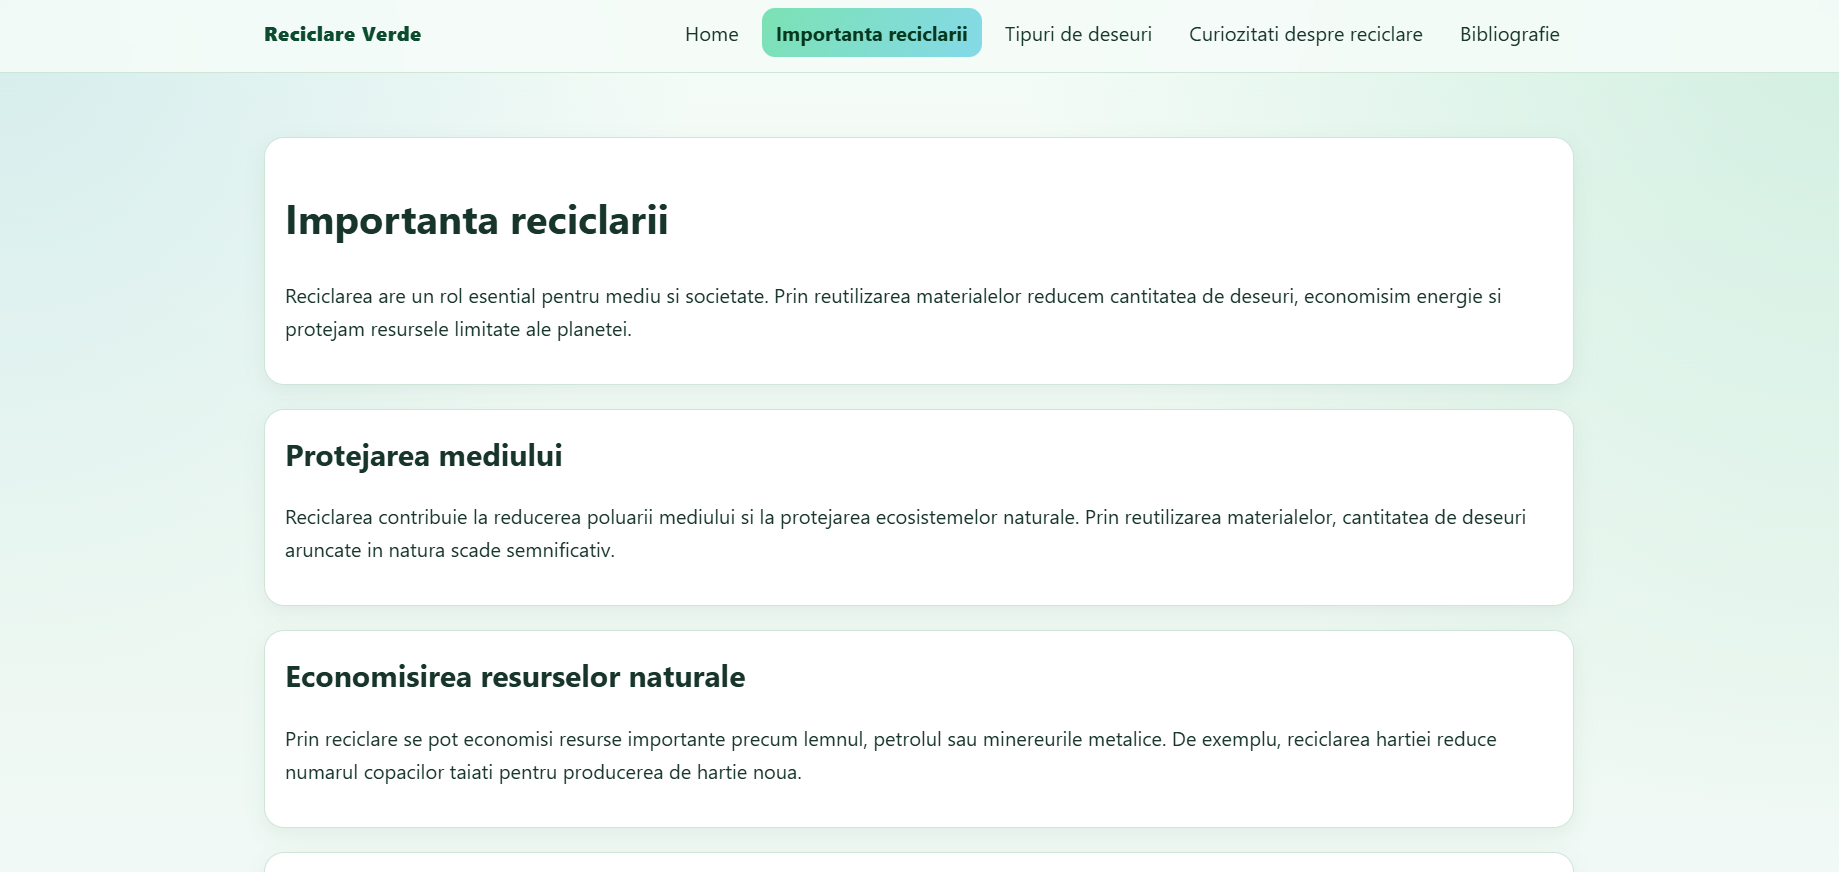 Reciclare Verde
Home
Importanta reciclarii
Tipuri de deseuri
Curiozitati despre reciclare
Bibliografie
Importanta reciclarii
Reciclarea are un rol esential pentru mediu si societate. Prin reutilizarea materialelor reducem cantitatea de deseuri, economisim energie si
protejam resursele limitate ale planetei.
Protejarea mediului
Reciclarea contribuie la reducerea poluarii mediului si la protejarea ecosistemelor naturale. Prin reutilizarea materialelor, cantitatea de deseuri
aruncate in natura scade semnificativ.
Economisirea resurselor naturale
Prin reciclare se pot economisi resurse importante precum lemnul, petrolul sau minereurile metalice. De exemplu, reciclarea hartiei reduce
numarul copacilor taiati pentru producerea de hartie noua.